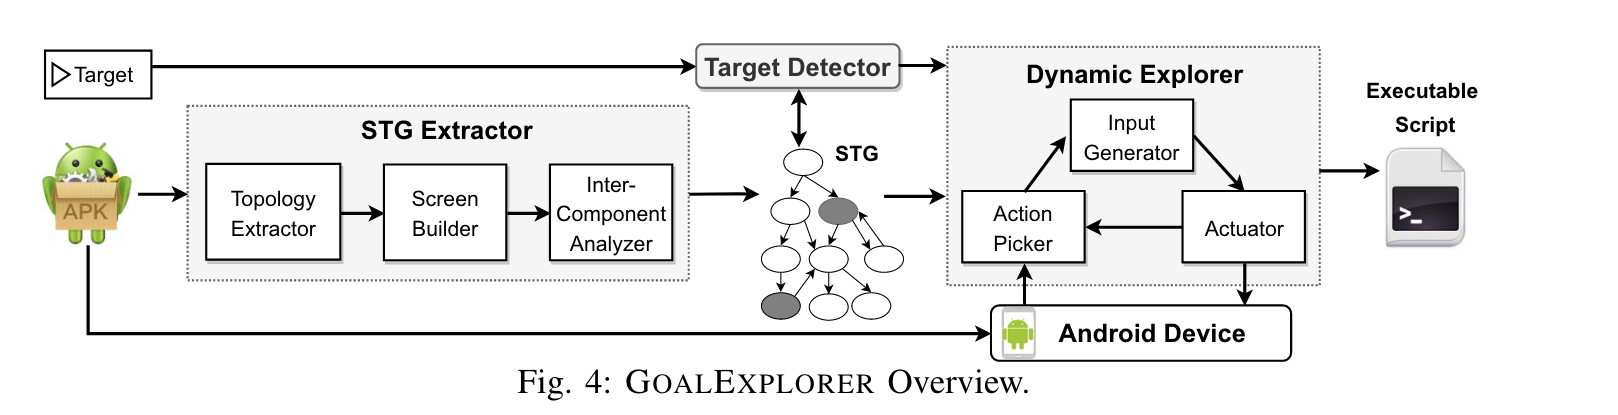 Target
Target Detector
Dynamic Explorer
Executable
Script
STG Extractor
Input
Generator
STG
APK
Topology
Extractor
Screen
Builder
Inter-
Component
Analyzer
Action
Picker
Actuator
>_
Android Device
Fig. 4: GOALEXPLORER Overview.